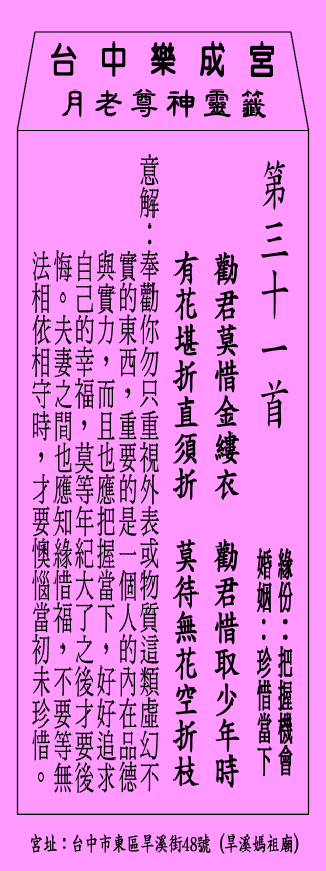 台中樂成宮
月老尊神靈籤
第三十一首
勸君莫惜金縷衣　勸君惜取少年時
有花堪折直須折　莫待無花空折枝
緣份：：把握機會
婚姻：：珍惜當下
意解：奉勸你勿只重視外表或物質這類虛幻不
實的東西，重要的是一個人的內在品德
與實力，而且也應把握當下，好好追求
自己的幸福，莫等年紀大了之後才要後
悔。夫妻之間也應知緣惜福，不要等無
法相依相守時，才要懊惱當初未珍惜。
宮址：台中市東區旱溪街48號（旱溪媽祖廟）